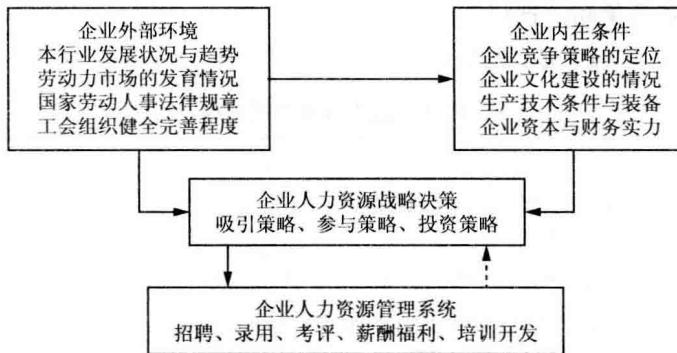 企业外部环境
本行业发展状况与趋势
劳动力市场的发育情况
国家劳动人事法律规章
工会组织健全完善程度
企业内在条件
企业竞争策略的定位
企业文化建设的情况
生产技术条件与装备
企业资本与财务实力
企业人力资源战略决策
吸引策略、参与策略、投资策略
企业人力资源管理系统
招聘、录用、考评、薪酬福利、培训开发